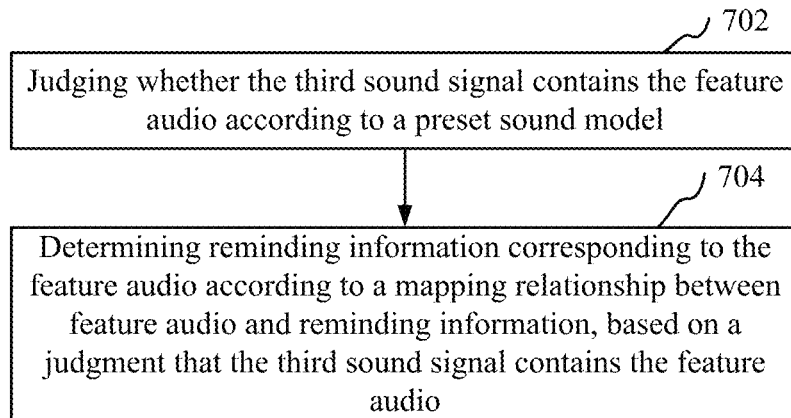 702
Judging whether the third sound signal contains the feature
audio according to a preset sound model
704
Determining reminding information corresponding to the
feature audio according to a mapping relationship between
feature audio and reminding information, based on a
judgment that the third sound signal contains the feature
audio